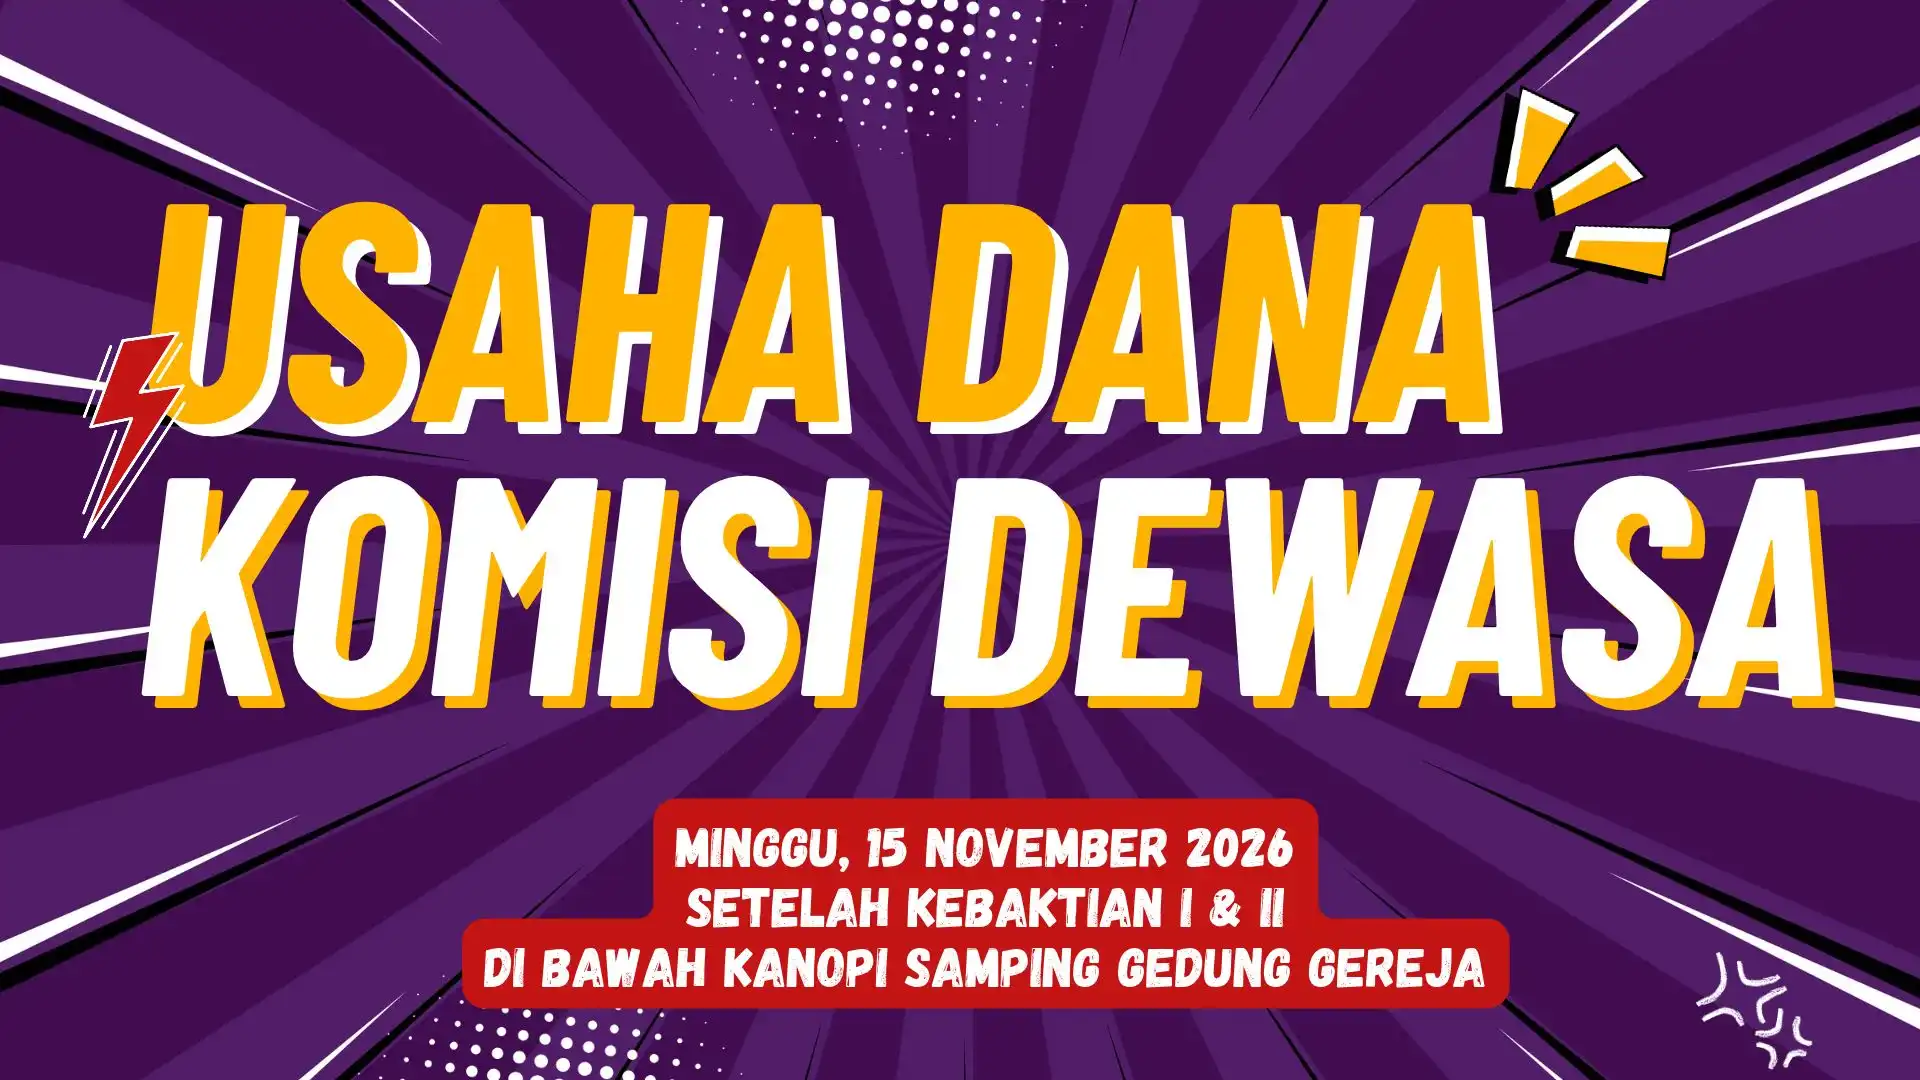 USAHA DANA
KOMISI DEWASA
MINGGU, 15 NOVEMBER 2026
SETELAH KEBAKTIAN I & II
DI BAWAH KANOPI SAMPING GEDUNG GEREJA